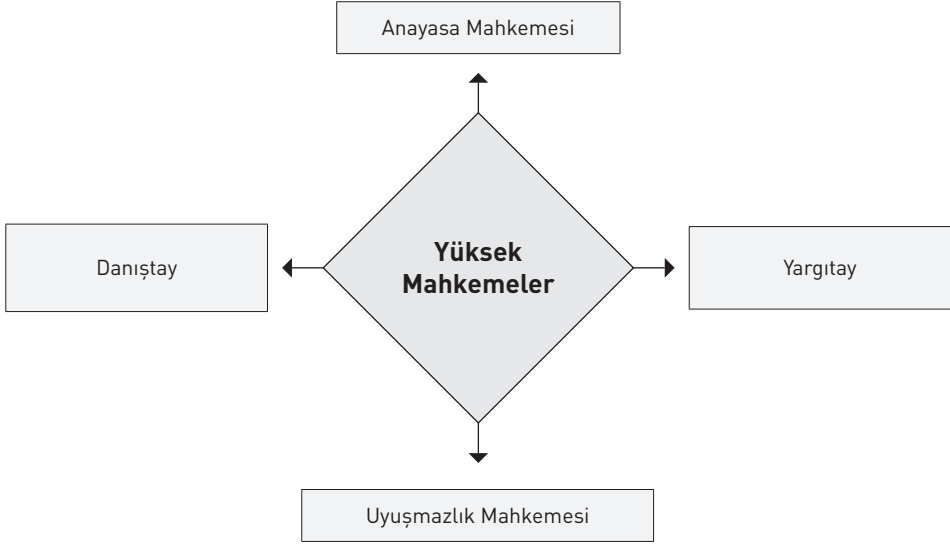 Anayasa Mahkemesi
Danıştay
Yüksek
Mahkemeler
Yargıtay
Uyuşmazlık Mahkemesi